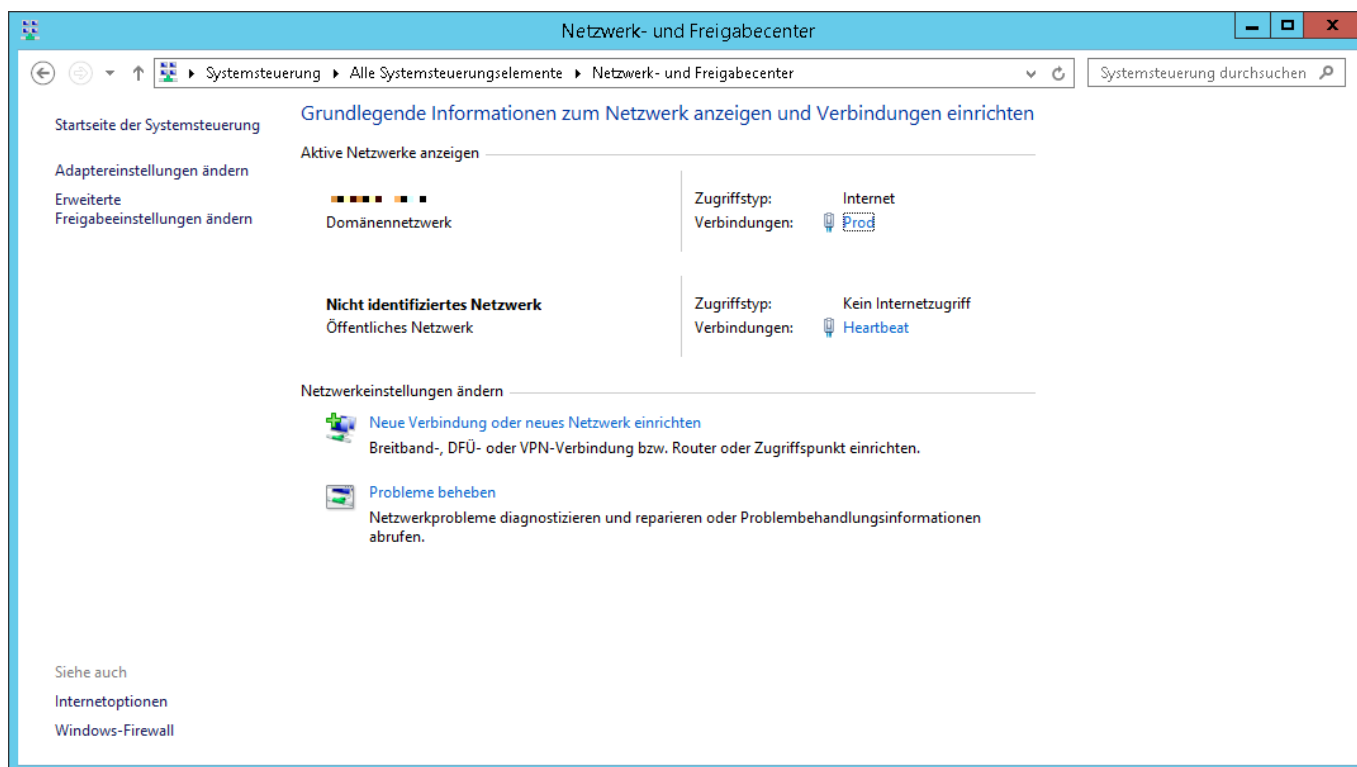 Netzwerk- und Freigabecenter
Systemsteuerung Alle Systemsteuerungselemente Netzwerk- und Freigabecenter
Systemsteuerung durchsuchen
Startseite der Systemsteuerung
Adaptereinstellungen ändern
Erweiterte
Freigabeeinstellungen ändern
Grundlegende Informationen zum Netzwerk anzeigen und Verbindungen einrichten
Aktive Netzwerke anzeigen
Domänennetzwerk
Zugriffstyp: Internet
Verbindungen: Prod
Nicht identifiziertes Netzwerk
Öffentliches Netzwerk
Zugriffstyp: Kein Internetzugriff
Verbindungen: Heartbeat
Netzwerkeinstellungen ändern
Neue Verbindung oder neues Netzwerk einrichten
Breitband-, DFÜ- oder VPN-Verbindung bzw. Router oder Zugriffspunkt einrichten.
Probleme beheben
Netzwerkprobleme diagnostizieren und reparieren oder Problembehandlungsinformationen
abrufen.
Siehe auch
Internetoptionen
Windows-Firewall